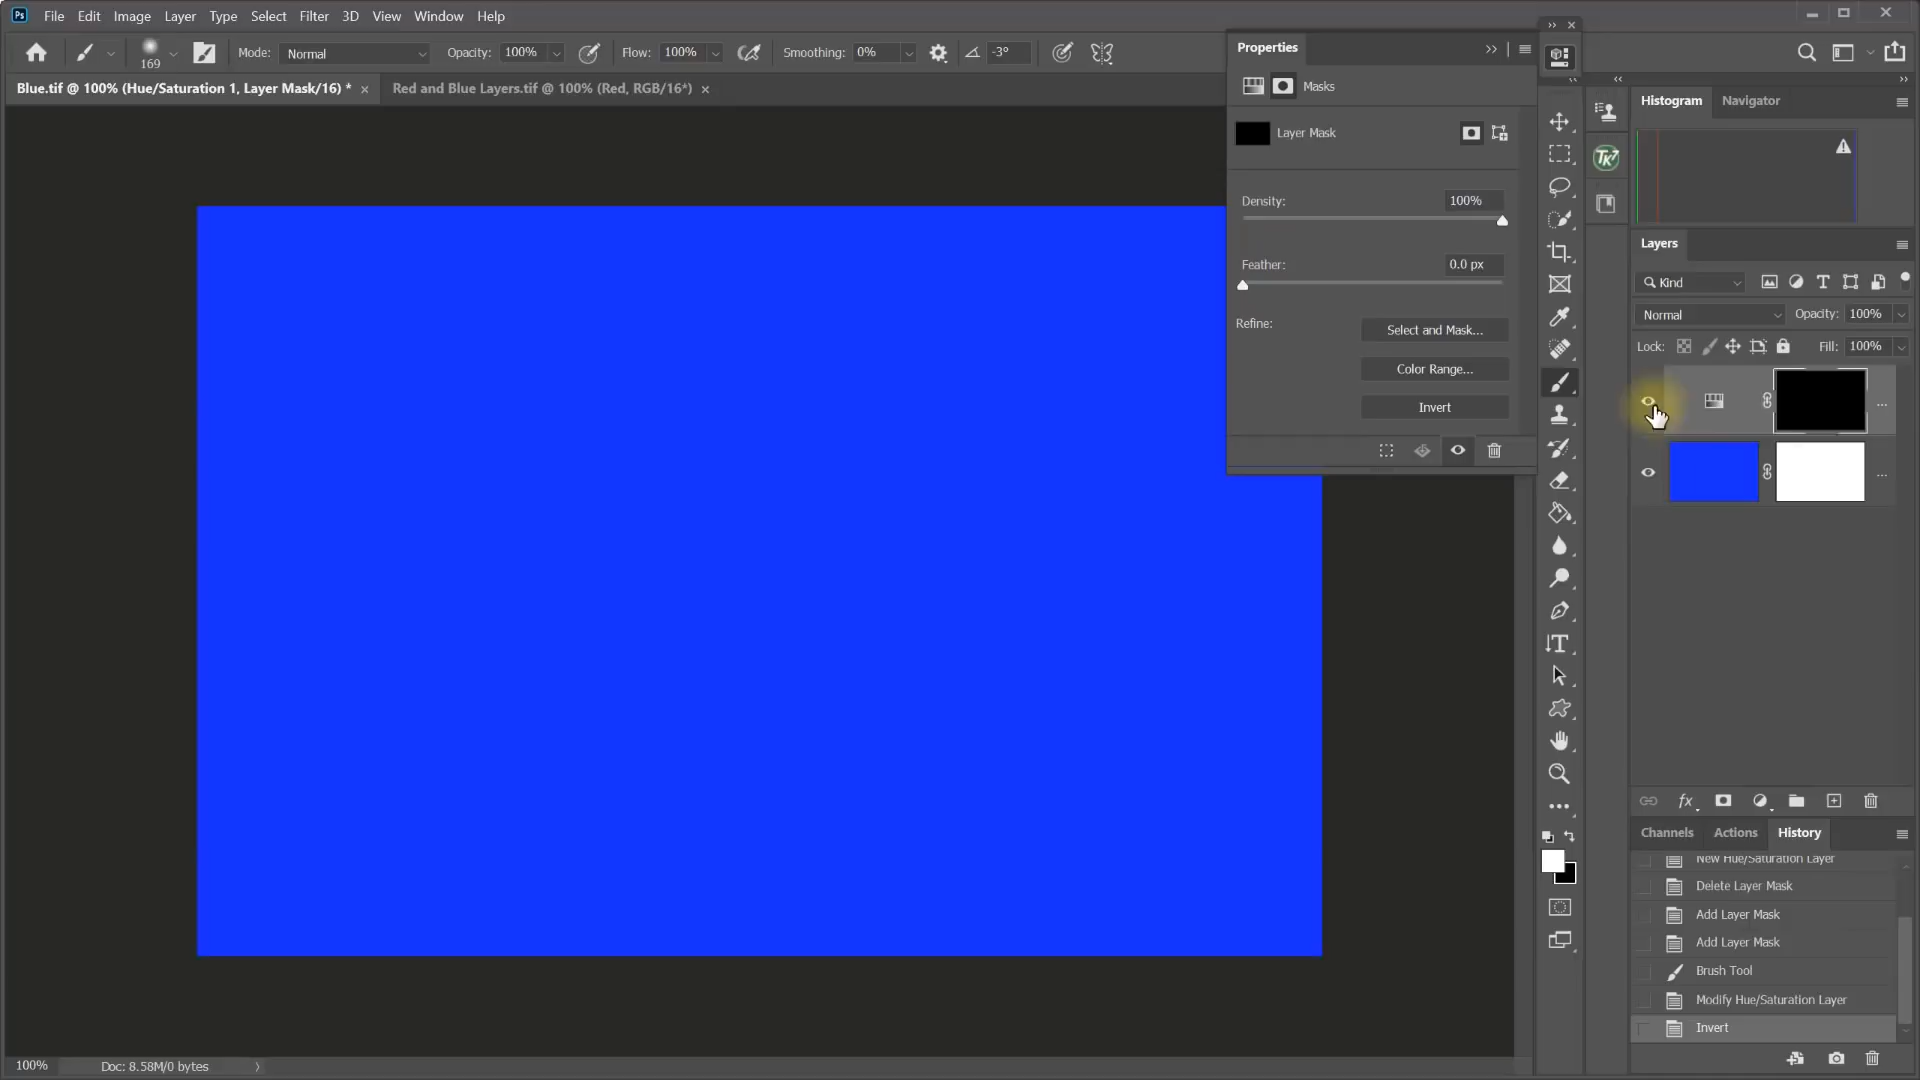 Ps File Edit Image Layer Type Select Filter 3D View Window Help
169 Mode: Normal Opacity: 100% Flow: 100% Smoothing: 0% -3°
Blue.tif @ 100% (Hue/Saturation 1, Layer Mask/16) * × Red and Blue Layers.tif @ 100% (Red, RGB/16*) ×
Properties
Masks
Layer Mask
Density: 100%
Feather: 0.0 px
Refine: Select and Mask...
Color Range...
Invert
TK7
Histogram Navigator
Layers
Kind
Normal Opacity: 100%
Lock: Fill: 100%
...
...
fx
Channels Actions History
New Hue/Saturation Layer
Delete Layer Mask
Add Layer Mask
Add Layer Mask
Brush Tool
Modify Hue/Saturation Layer
Invert
100% Doc: 8.58M/0 bytes